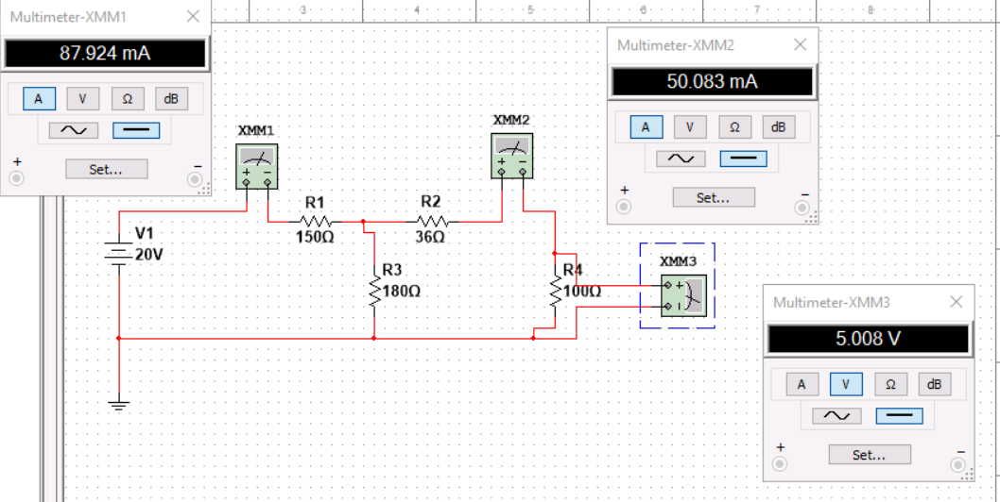 3 4 5 6 7 8
Multimeter-XMM1
87.924 mA
A V Ω dB
+ Set... −
Multimeter-XMM2
50.083 mA
A V Ω dB
+ Set... −
XMM1
+ −
XMM2
+ −
R1
150Ω
R2
36Ω
V1
20V
R3
180Ω
R4
100Ω
XMM3
+ −
Multimeter-XMM3
5.008 V
A V Ω dB
+ Set... −